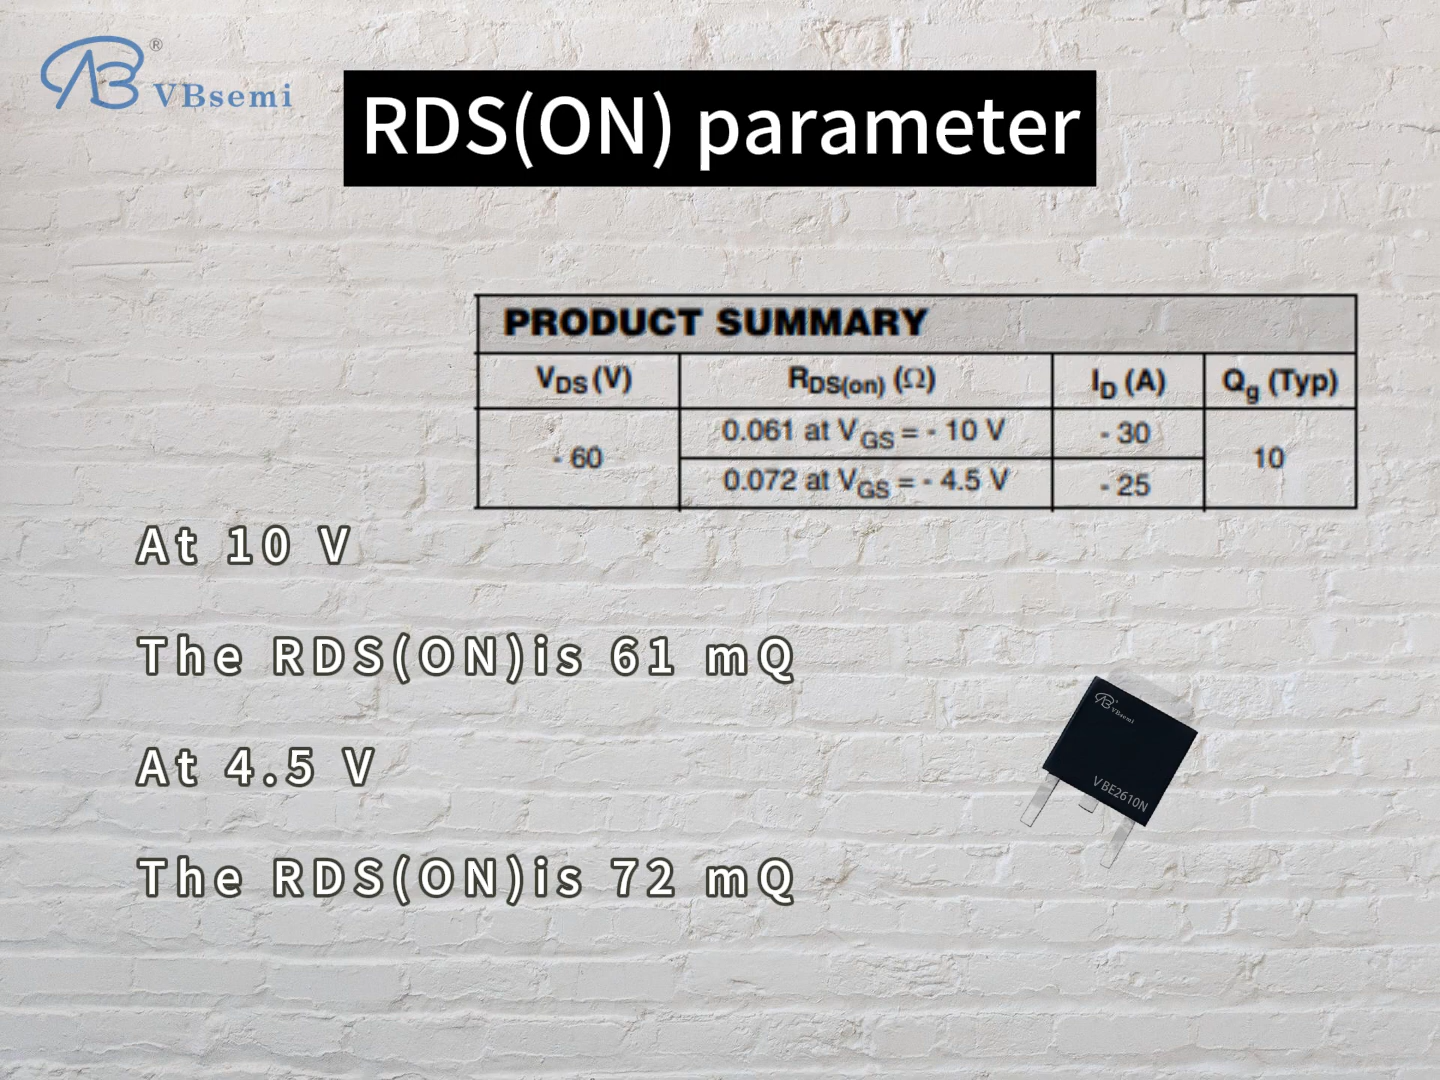 ® VBsemi
RDS(ON) parameter
PRODUCT SUMMARY
VDS (V) RDS(on) (Ω) ID (A) Qg (Typ)
- 60 0.061 at VGS = - 10 V - 30 10
0.072 at VGS = - 4.5 V - 25
At 10 V
The RDS(ON)is 61 mQ
At 4.5 V
The RDS(ON)is 72 mQ
VBsemi
VBE2610N